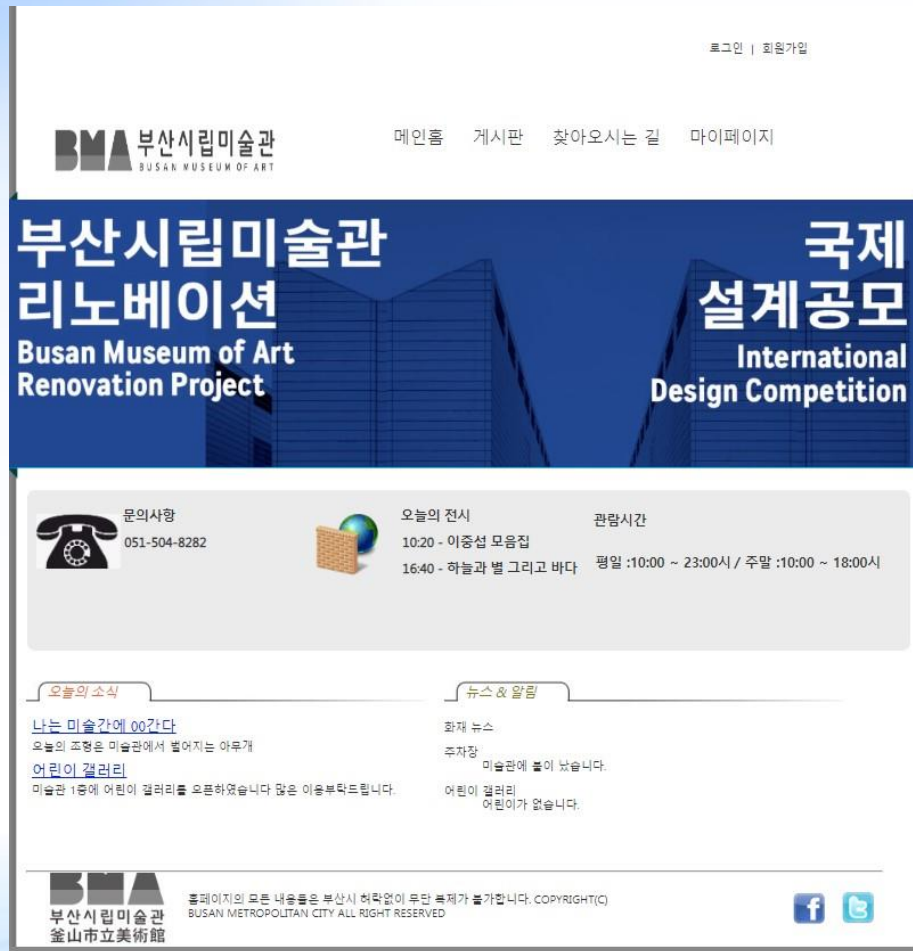 로그인 | 회원가입
BMA 부산시립미술관
BUSAN MUSEUM OF ART
메인홈 게시판 찾아오시는 길 마이페이지
부산시립미술관
리노베이션
Busan Museum of Art
Renovation Project
국제
설계공모
International
Design Competition
문의사항
051-504-8282
오늘의 전시
10:20 - 이중섭 모음집
16:40 - 하늘과 별 그리고 바다
관람시간
평일 :10:00 ~ 23:00시 / 주말 :10:00 ~ 18:00시
오늘의 소식
나는 미술간에 00간다
오늘의 조형은 미술관에서 벌어지는 아무개
어린이 갤러리
미술관 1층에 어린이 갤러리를 오픈하였습니다 많은 이용부탁드립니다.
뉴스 & 알림
화재 뉴스
주차장
미술관에 불이 났습니다.
어린이 갤러리
어린이가 없습니다.
BMA
부산시립미술관
釜山市立美術館
홈페이지의 모든 내용들은 부산시 허락없이 무단 복제가 불가합니다. COPYRIGHT(C)
BUSAN METROPOLITAN CITY ALL RIGHT RESERVED